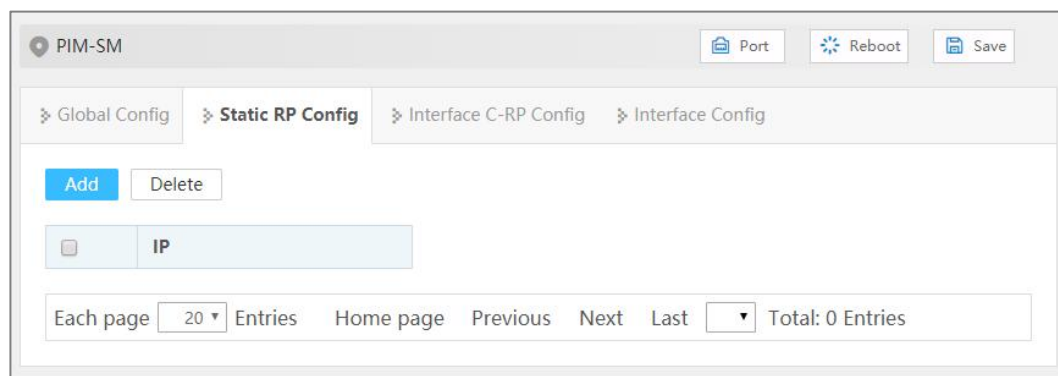 PIM-SM Port Reboot Save
Global Config Static RP Config Interface C-RP Config Interface Config
Add Delete
IP
Each page 20 Entries Home page Previous Next Last Total: 0 Entries